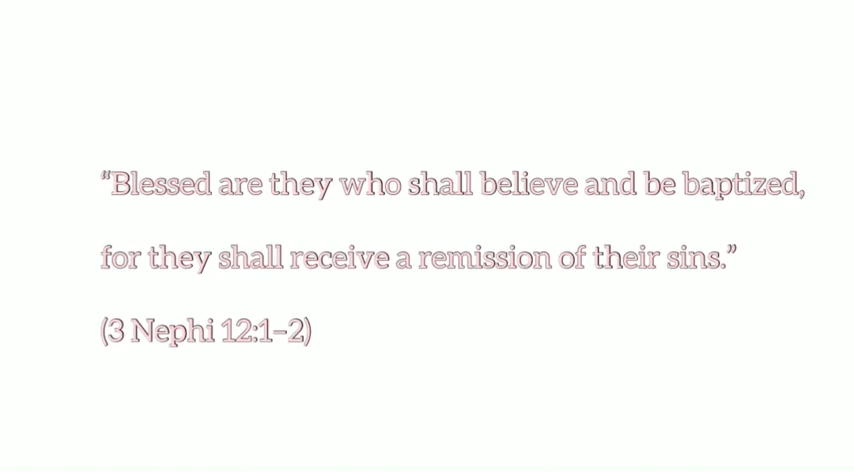 “Blessed are they who shall believe and be baptized,
for they shall receive a remission of their sins.”
(3 Nephi 12:1–2)